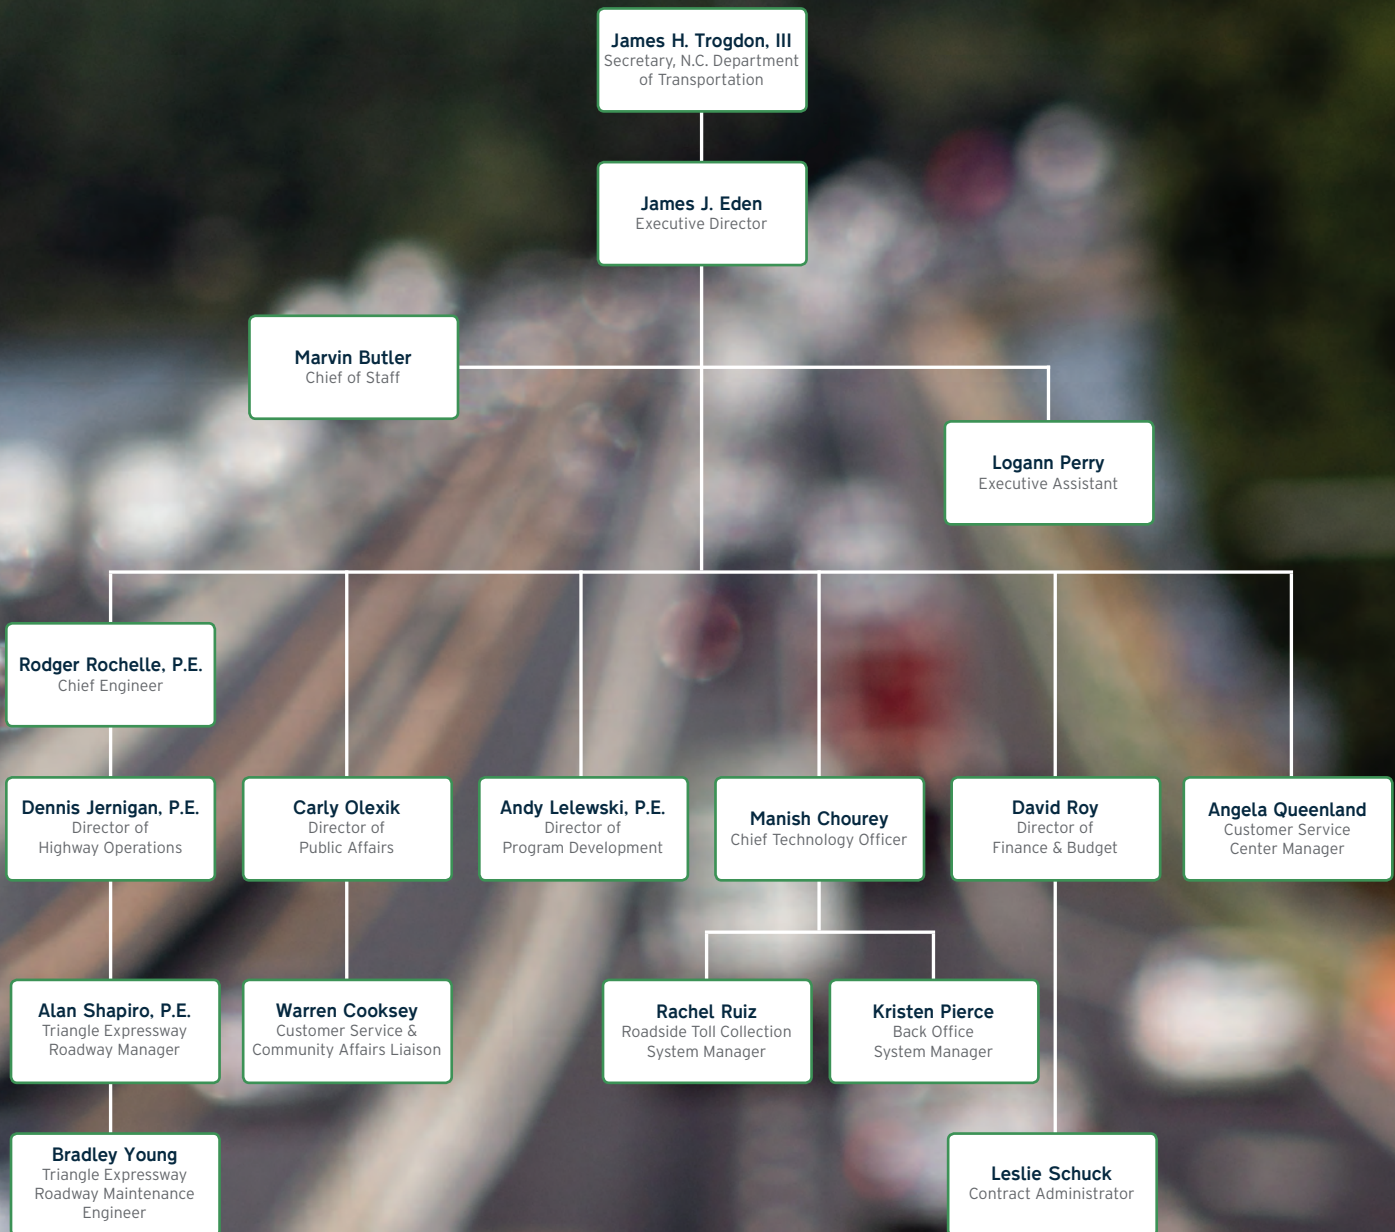 James H. Trogdon, III
Secretary, N.C. Department
of Transportation
James J. Eden
Executive Director
Marvin Butler
Chief of Staff
Logann Perry
Executive Assistant
Rodger Rochelle, P.E.
Chief Engineer
Dennis Jernigan, P.E.
Director of
Highway Operations
Carly Olexik
Director of
Public Affairs
Andy Lelewski, P.E.
Director of
Program Development
Manish Chourey
Chief Technology Officer
David Roy
Director of
Finance & Budget
Angela Queenland
Customer Service
Center Manager
Alan Shapiro, P.E.
Triangle Expressway
Roadway Manager
Warren Cooksey
Customer Service &
Community Affairs Liaison
Rachel Ruiz
Roadside Toll Collection
System Manager
Kristen Pierce
Back Office
System Manager
Bradley Young
Triangle Expressway
Roadway Maintenance
Engineer
Leslie Schuck
Contract Administrator